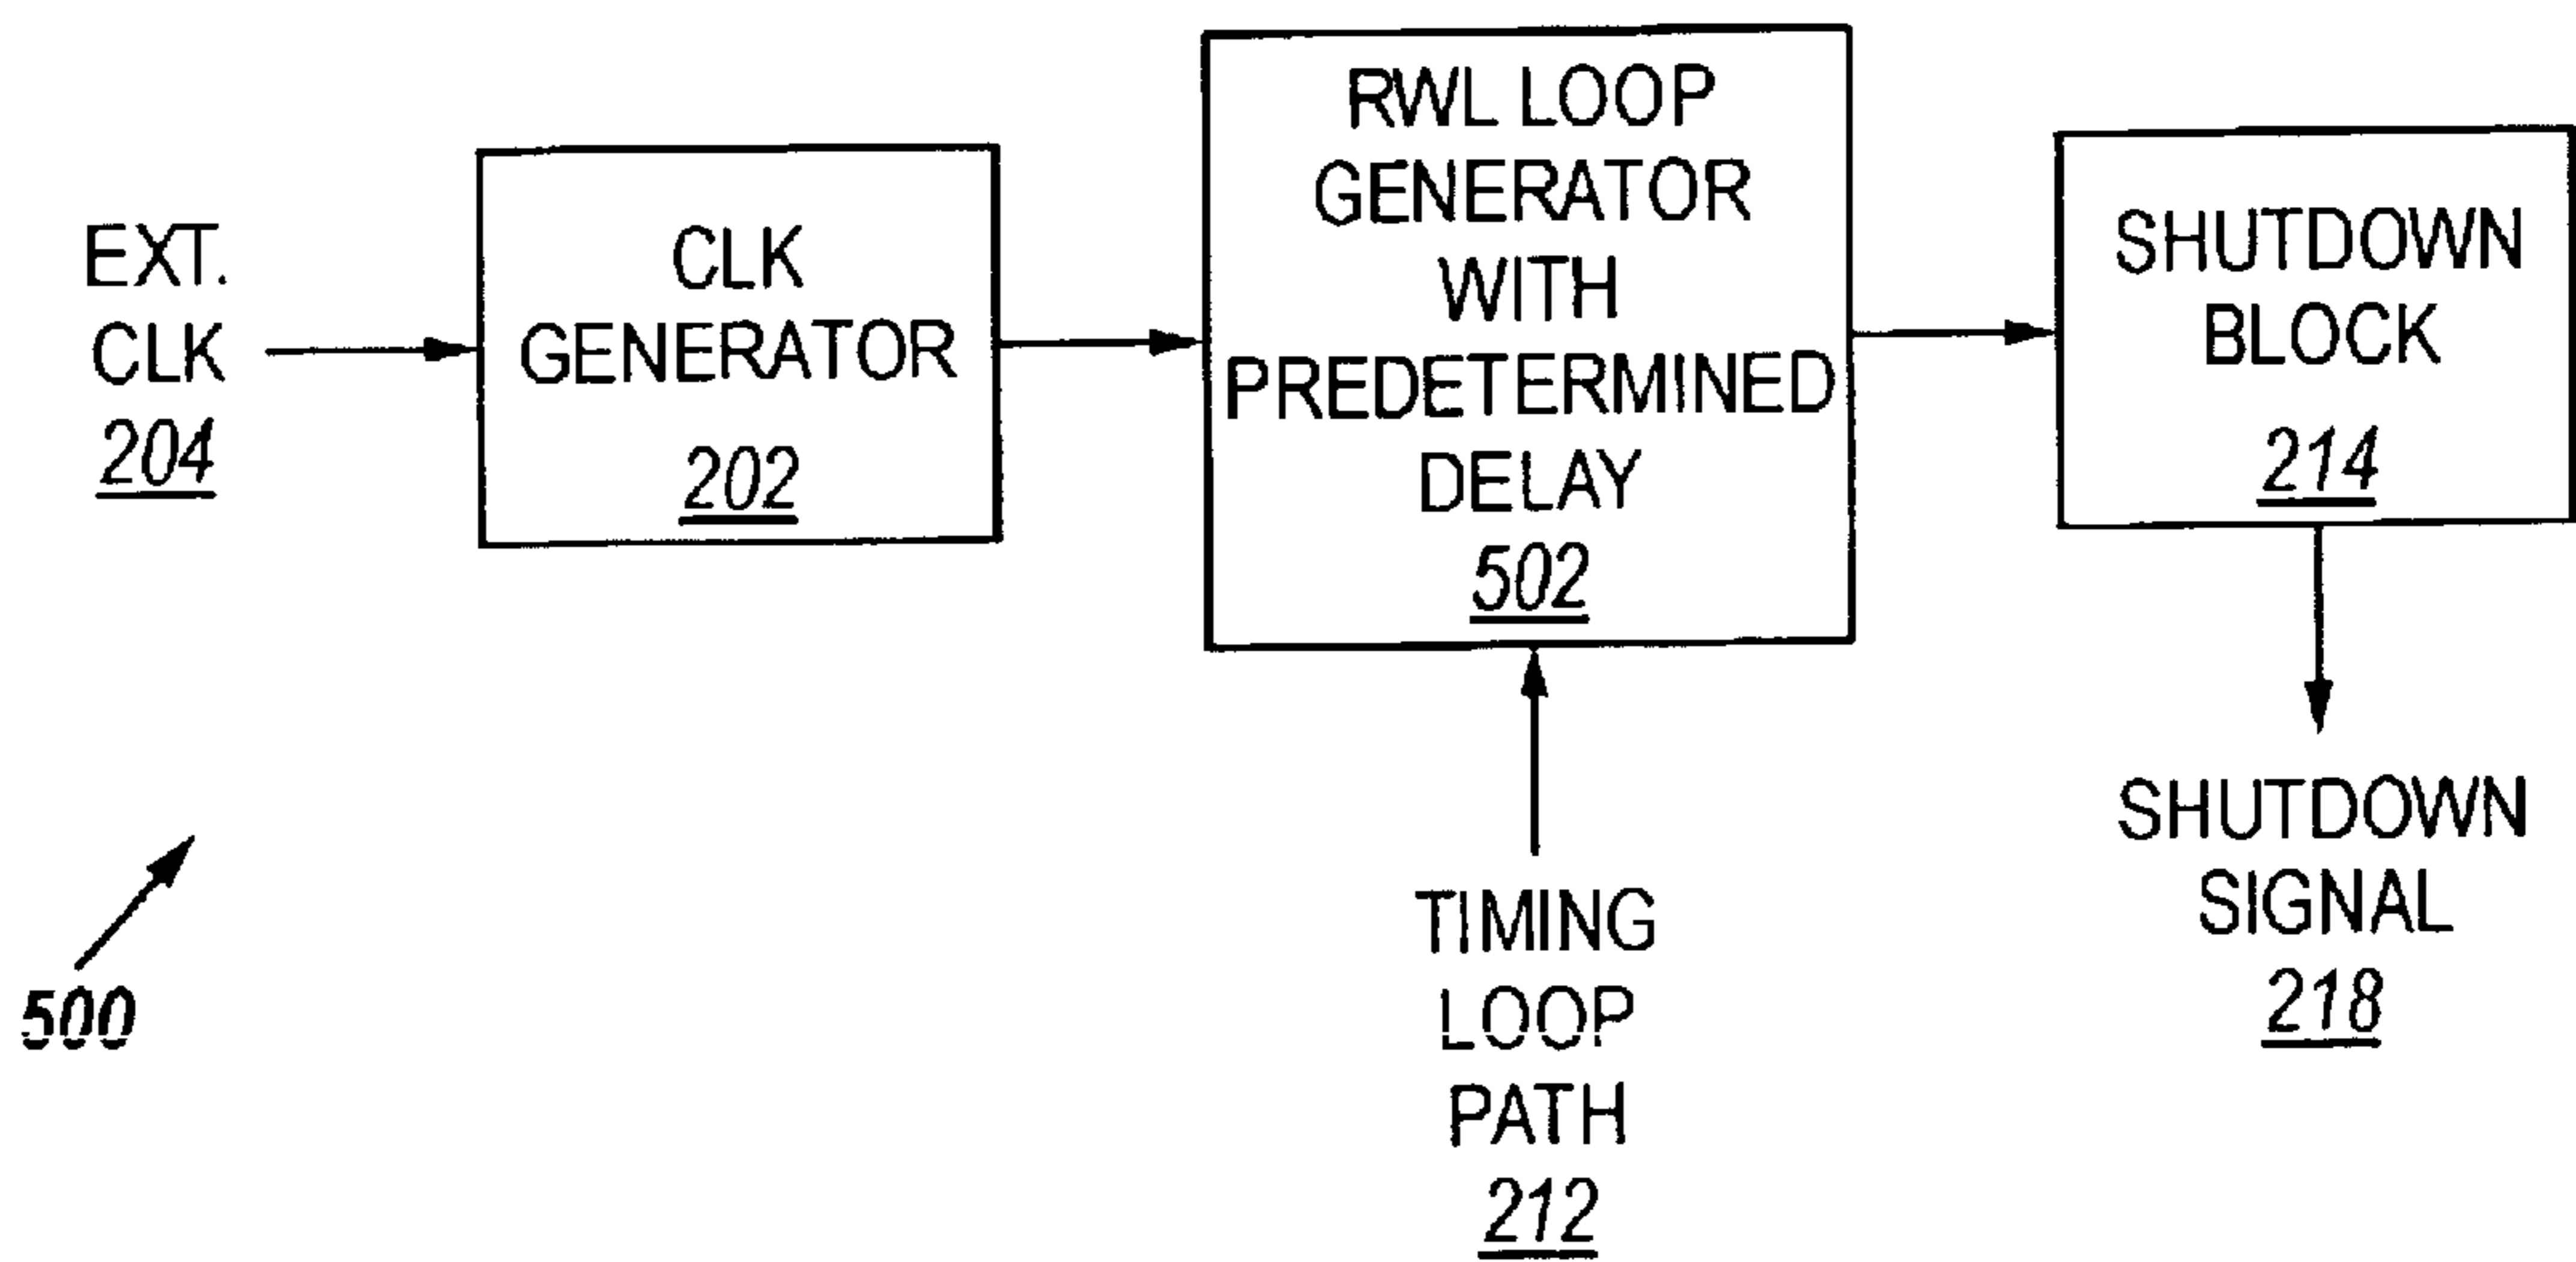 EXT.
CLK
204
CLK
GENERATOR
202
RWL LOOP
GENERATOR
WITH
PREDETERMINED
DELAY
502
SHUTDOWN
BLOCK
214
SHUTDOWN
SIGNAL
218
TIMING
LOOP
PATH
212
500